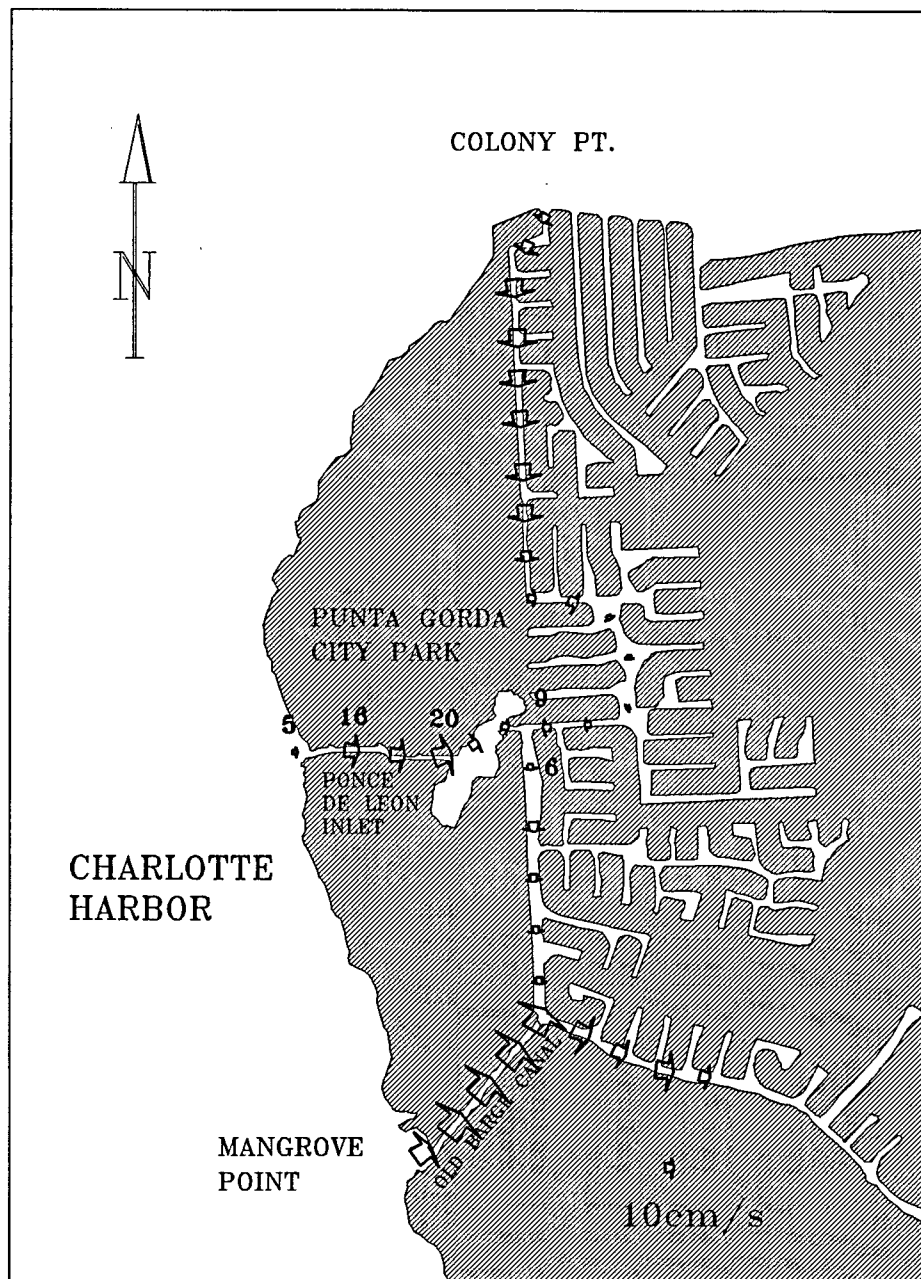 COLONY PT.
N
PUNTA GORDA
CITY PARK
9
5
16
20
6
PONCE
DE LEON
INLET
CHARLOTTE
HARBOR
OLD BARGE CANAL
MANGROVE
POINT
10cm/s